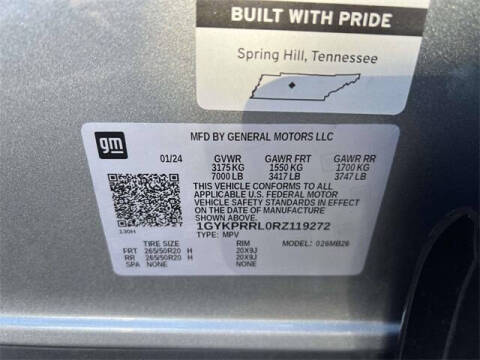 BUILT WITH PRIDE
Spring Hill, Tennessee
gm
MFD BY GENERAL MOTORS LLC
01/24 GVWR GAWR FRT GAWR RR
3175 KG 1550 KG 1700 KG
7000 LB 3417 LB 3747 LB
THIS VEHICLE CONFORMS TO ALL
APPLICABLE U.S. FEDERAL MOTOR
VEHICLE SAFETY STANDARDS IN EFFECT
ON THE DATE OF MANUFACTURE
SHOWN ABOVE
130H 1GYKPRRL0RZ119272
TYPE: MPV MODEL: 026MB26
TIRE SIZE RIM
FRT 265/50R20 H 20X9J
RR 265/50R20 H 20X9J
SPA NONE NONE